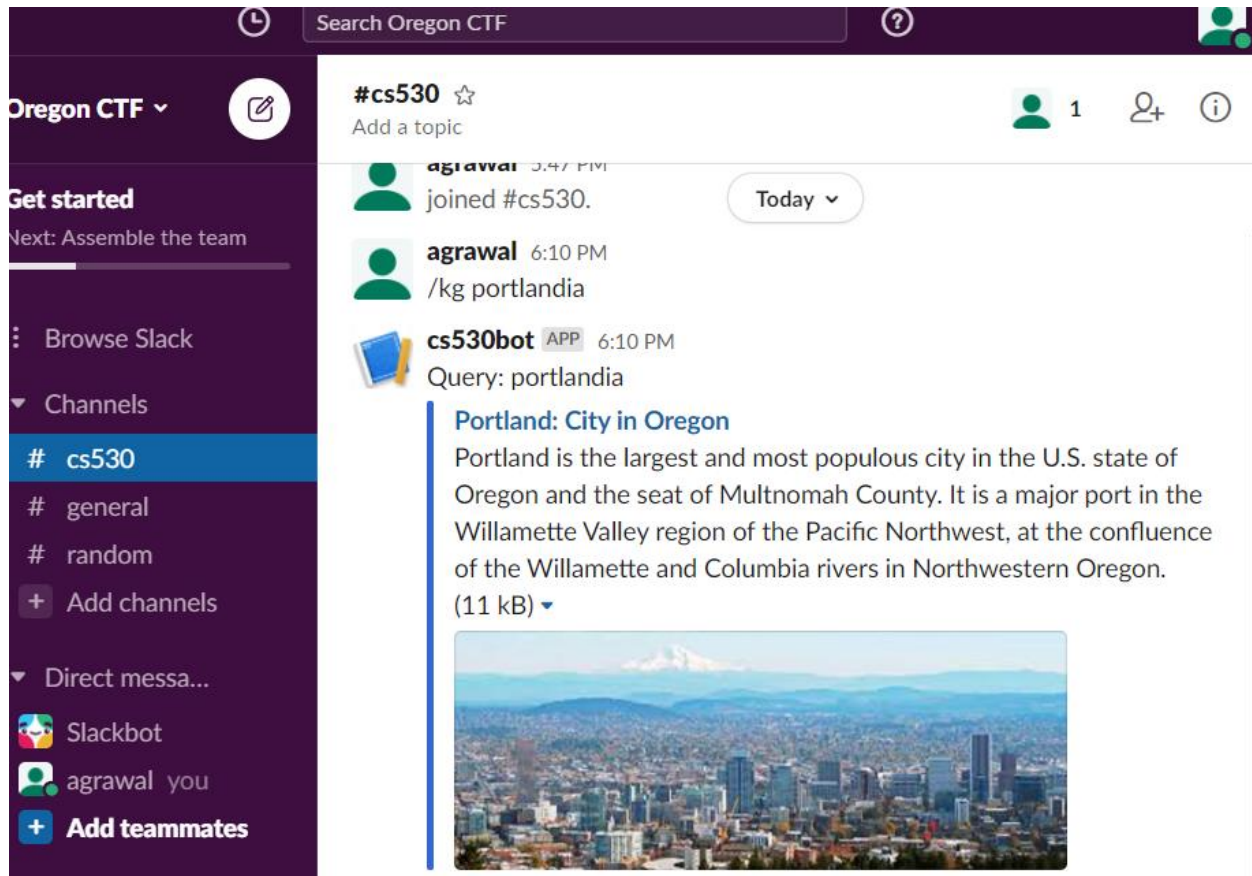 Search Oregon CTF
Oregon CTF
Get started
Next: Assemble the team
Browse Slack
Channels
# cs530
# general
# random
+ Add channels
Direct messa...
Slackbot
agrawal you
+ Add teammates
#cs530
Add a topic
1
agrawal 5:47 PM
joined #cs530.
Today
agrawal 6:10 PM
/kg portlandia
cs530bot APP 6:10 PM
Query: portlandia
Portland: City in Oregon
Portland is the largest and most populous city in the U.S. state of
Oregon and the seat of Multnomah County. It is a major port in the
Willamette Valley region of the Pacific Northwest, at the confluence
of the Willamette and Columbia rivers in Northwestern Oregon.
(11 kB)